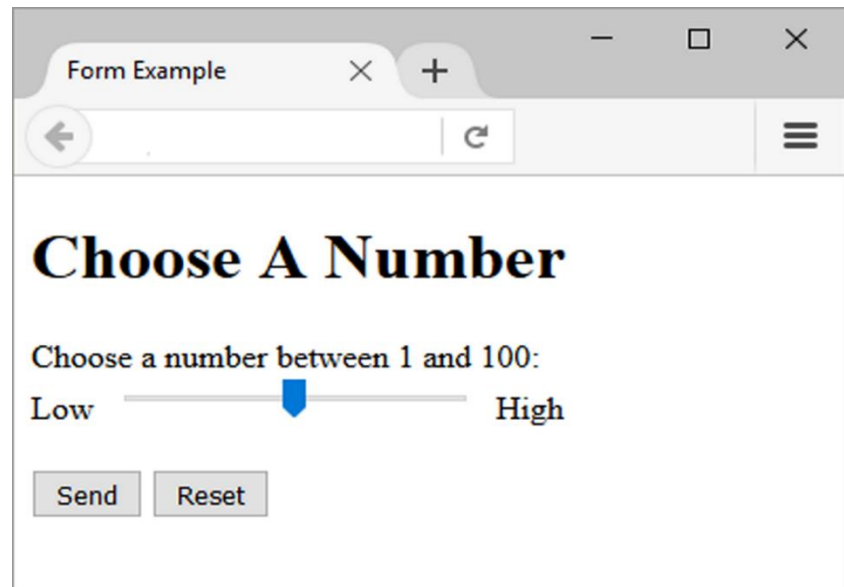 Form Example
Choose A Number
Choose a number between 1 and 100:
Low High
Send Reset